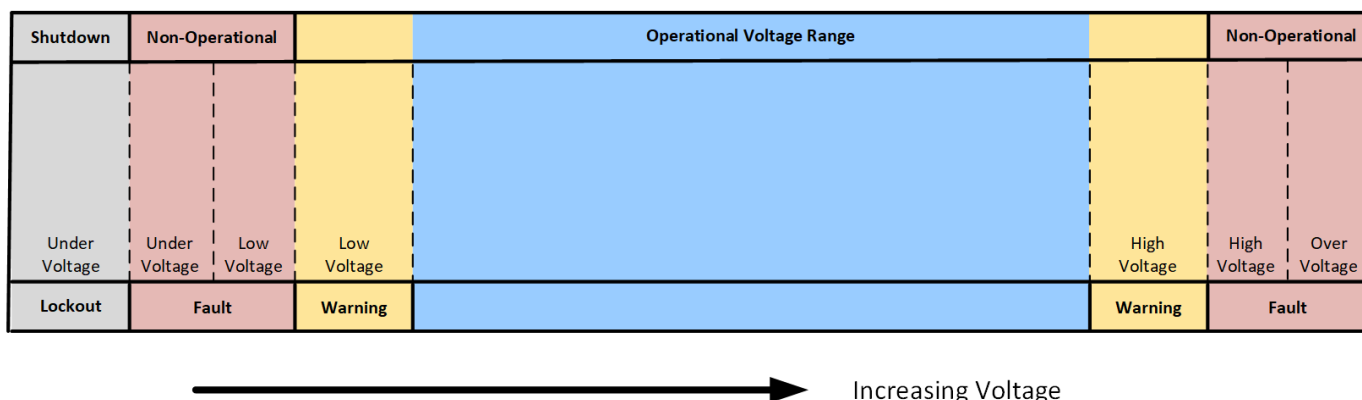 Shutdown
Non-Operational
Operational Voltage Range
Non-Operational
Under
Voltage
Under
Voltage
Low
Voltage
Low
Voltage
High
Voltage
High
Voltage
Over
Voltage
Lockout
Fault
Warning
Warning
Fault
Increasing Voltage